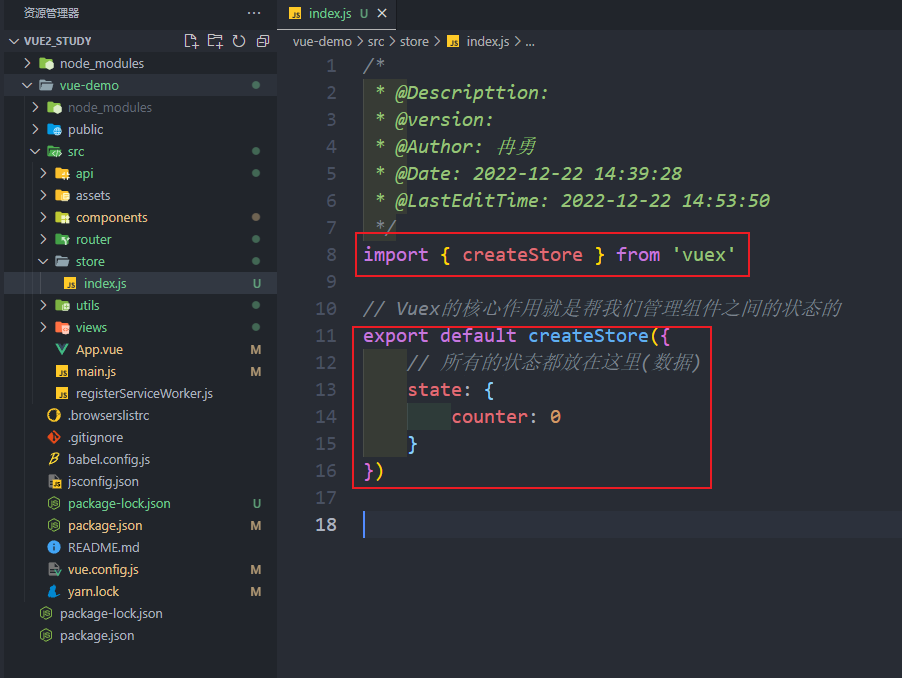 资源管理器 ···
VUE2_STUDY
node_modules
vue-demo
node_modules
public
src
api
assets
components
router
store
index.js U
utils
views
App.vue M
main.js M
registerServiceWorker.js
.browserslistrc
.gitignore
babel.config.js
jsconfig.json
package-lock.json U
package.json M
README.md
vue.config.js M
yarn.lock M
package-lock.json
package.json
JS index.js U ×
vue-demo > src > store > JS index.js > ...
1 /*
2 * @Descripttion:
3 * @version:
4 * @Author: 冉勇
5 * @Date: 2022-12-22 14:39:28
6 * @LastEditTime: 2022-12-22 14:53:50
7 */
8 import { createStore } from 'vuex'
9
10 // Vuex的核心作用就是帮我们管理组件之间的状态的
11 export default createStore({
12 // 所有的状态都放在这里(数据)
13 state: {
14 counter: 0
15 }
16 })
17
18